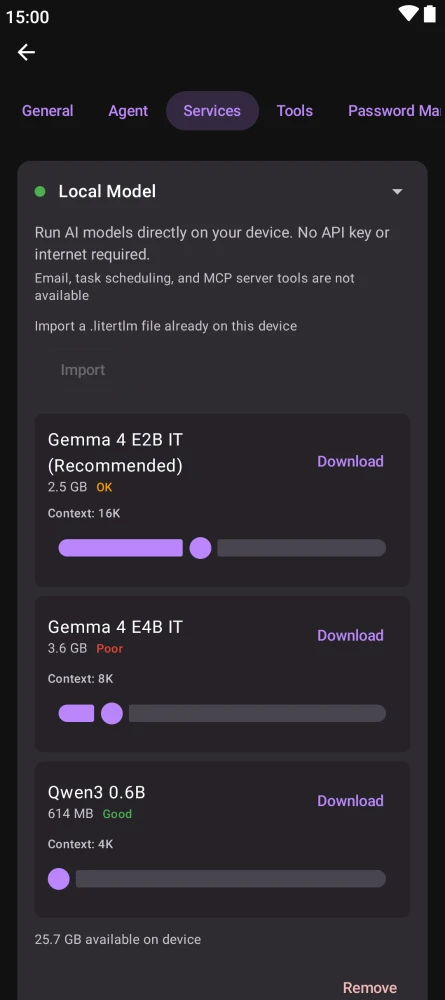 15:00
General Agent Services Tools Password Ma
Local Model
Run AI models directly on your device. No API key or
internet required.
Email, task scheduling, and MCP server tools are not
available
Import a .litertlm file already on this device
Import
Gemma 4 E2B IT
(Recommended)
Download
2.5 GB OK
Context: 16K
Gemma 4 E4B IT
Download
3.6 GB Poor
Context: 8K
Qwen3 0.6B
Download
614 MB Good
Context: 4K
25.7 GB available on device
Remove